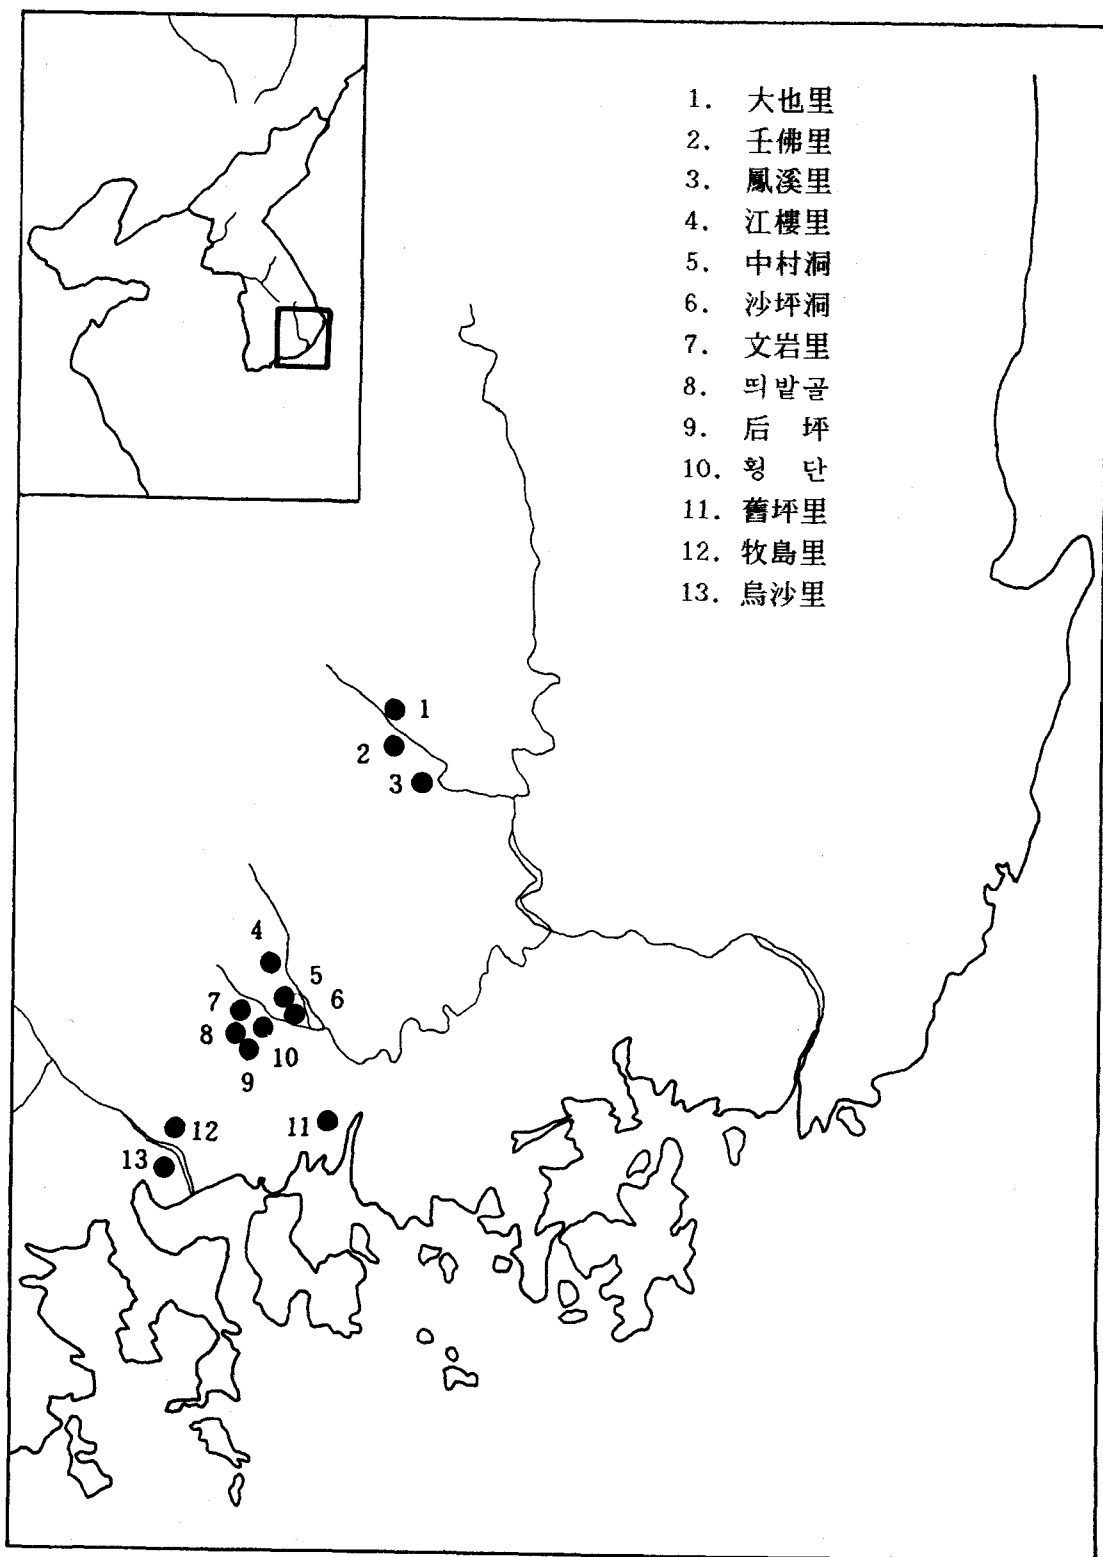 1. 大也里
2. 壬佛里
3. 鳳溪里
4. 江樓里
5. 中村洞
6. 沙坪洞
7. 文岩里
8. 띄밭골
9. 后 坪
10. 횡 단
11. 舊坪里
12. 牧島里
13. 烏沙里
1
2
3
4
5
7
6
8
10
9
11
12
13